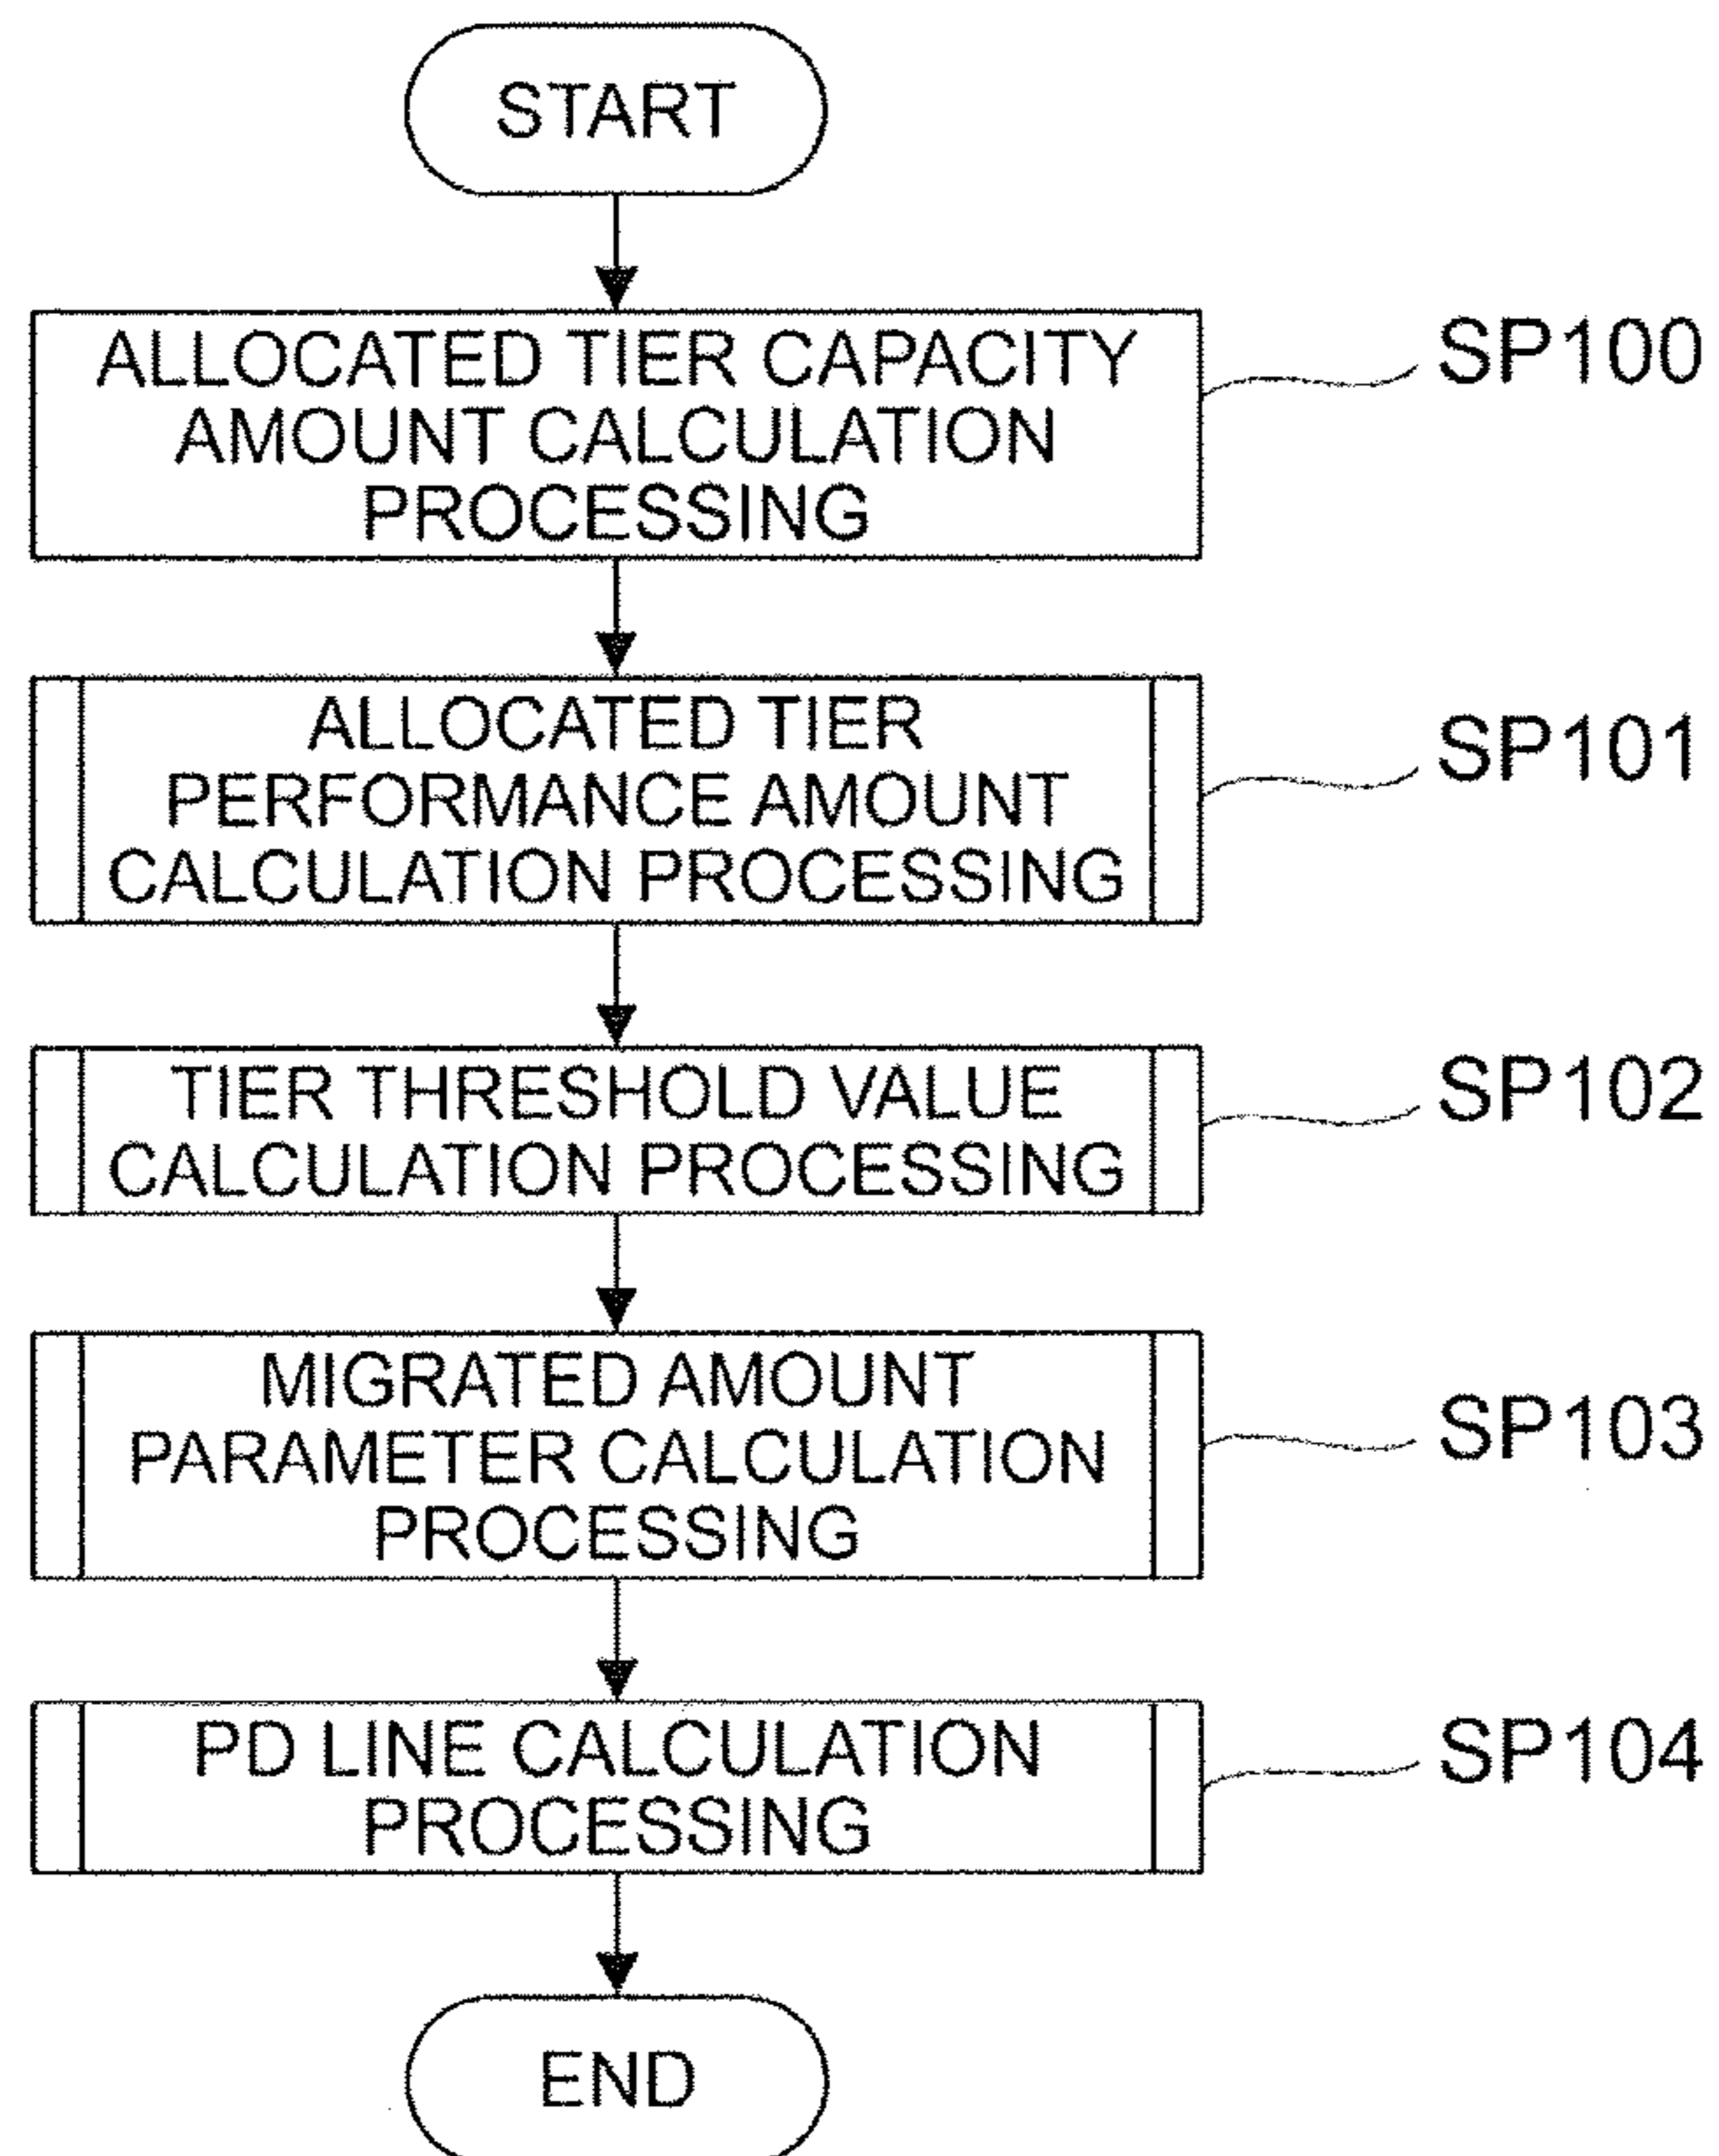 START
ALLOCATED TIER CAPACITY
AMOUNT CALCULATION
PROCESSING
SP100
ALLOCATED TIER
PERFORMANCE AMOUNT
CALCULATION PROCESSING
SP101
TIER THRESHOLD VALUE
CALCULATION PROCESSING
SP102
MIGRATED AMOUNT
PARAMETER CALCULATION
PROCESSING
SP103
PD LINE CALCULATION
PROCESSING
SP104
END